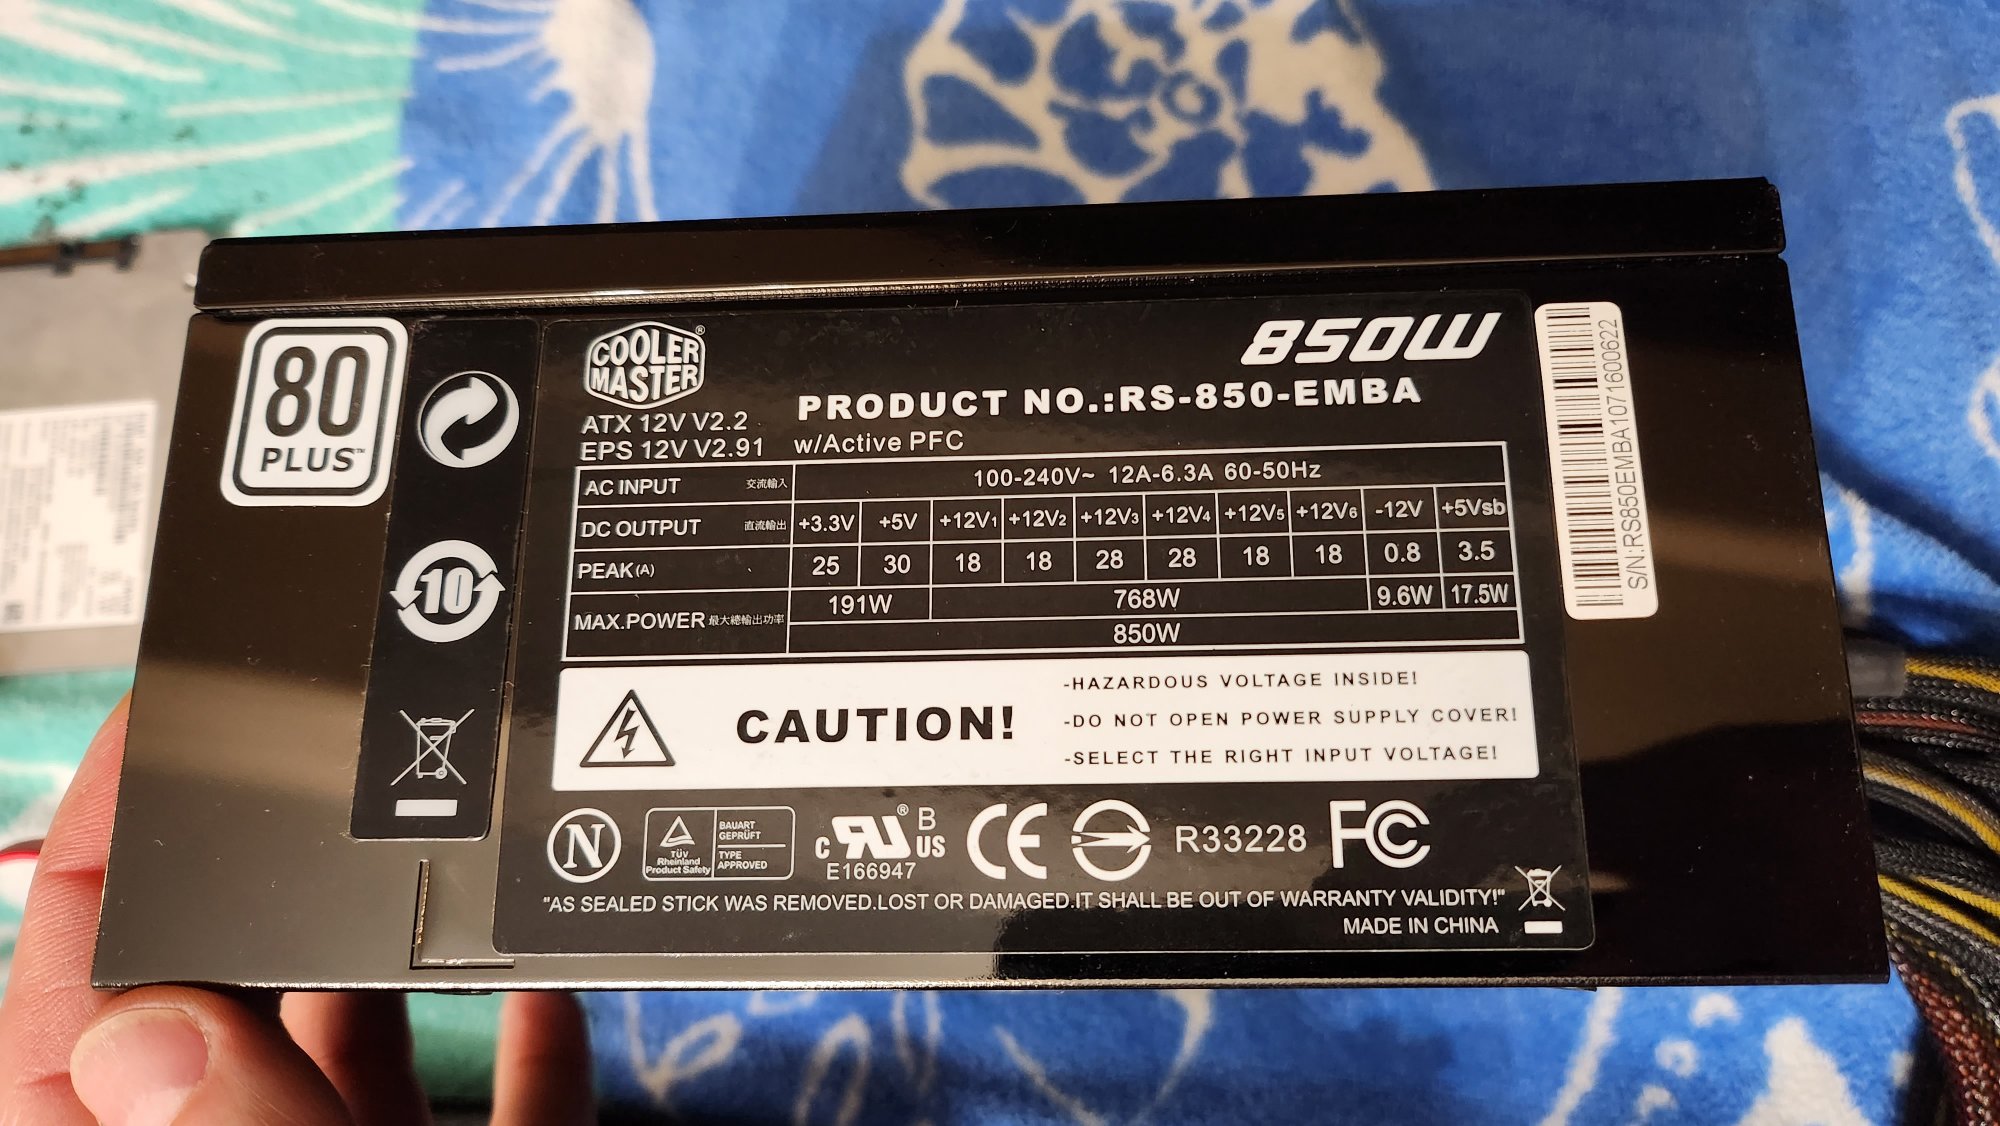 80
PLUS™
10
COOLER
MASTER®
850W
PRODUCT NO.:RS-850-EMBA
ATX 12V V2.2
EPS 12V V2.91
w/Active PFC
AC INPUT 交流輸入 100-240V~ 12A-6.3A 60-50Hz
DC OUTPUT 直流輸出 +3.3V +5V +12V1 +12V2 +12V3 +12V4 +12V5 +12V6 -12V +5Vsb
PEAK(A) 25 30 18 18 28 28 18 18 0.8 3.5
MAX.POWER 最大總輸出功率 191W 768W 9.6W 17.5W
850W
CAUTION!
-HAZARDOUS VOLTAGE INSIDE!
-DO NOT OPEN POWER SUPPLY COVER!
-SELECT THE RIGHT INPUT VOLTAGE!
N
TÜV
Rheinland
Product Safety
BAUART
GEPRÜFT
TYPE
APPROVED
c RU® US B
E166947
CE
R33228
FC
"AS SEALED STICK WAS REMOVED.LOST OR DAMAGED.IT SHALL BE OUT OF WARRANTY VALIDITY!"
MADE IN CHINA
S/N:RS850EMBA1071600622